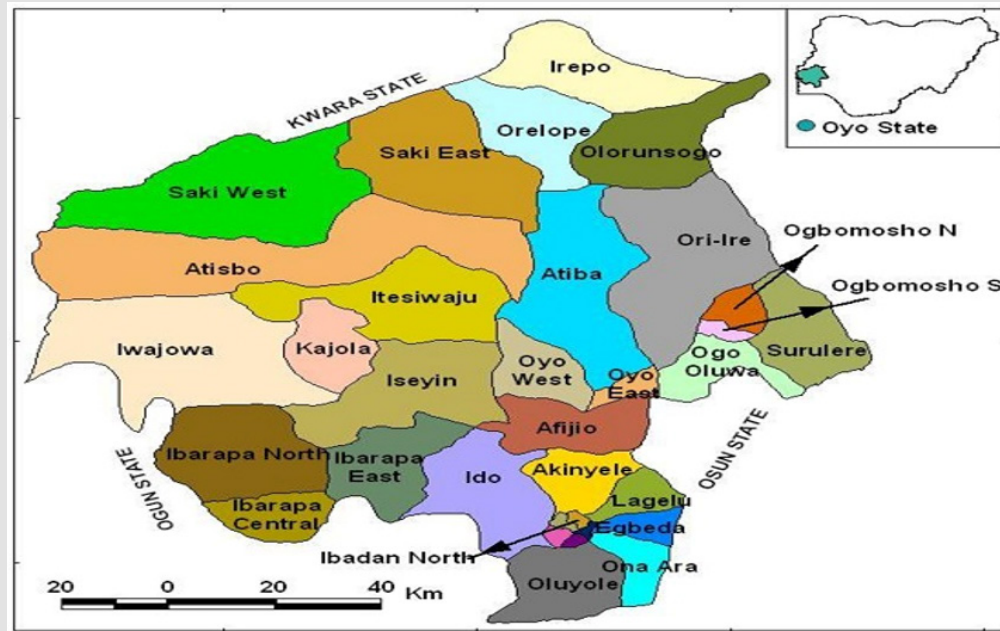 Irepo
KWARA STATE
Orelope
Oyo State
Saki East
Olorunsogo
Saki West
Ogbomosho N
Ori-Ire
Atisbo
Atiba
Ogbomosho S
Itesiwaju
Iwajowa
Kajola
Ogo
Oluwa
Surulere
Oyo
West
Iseyin
Oyo
East
Afijio
OSUN STATE
OGUN STATE
Ibarapa North
Ibarapa
East
Ido
Akinyele
Lagelu
Ibarapa
Central
Egbeda
Ibadan North
Ona Ara
Oluyole
20
0
20
40
Km